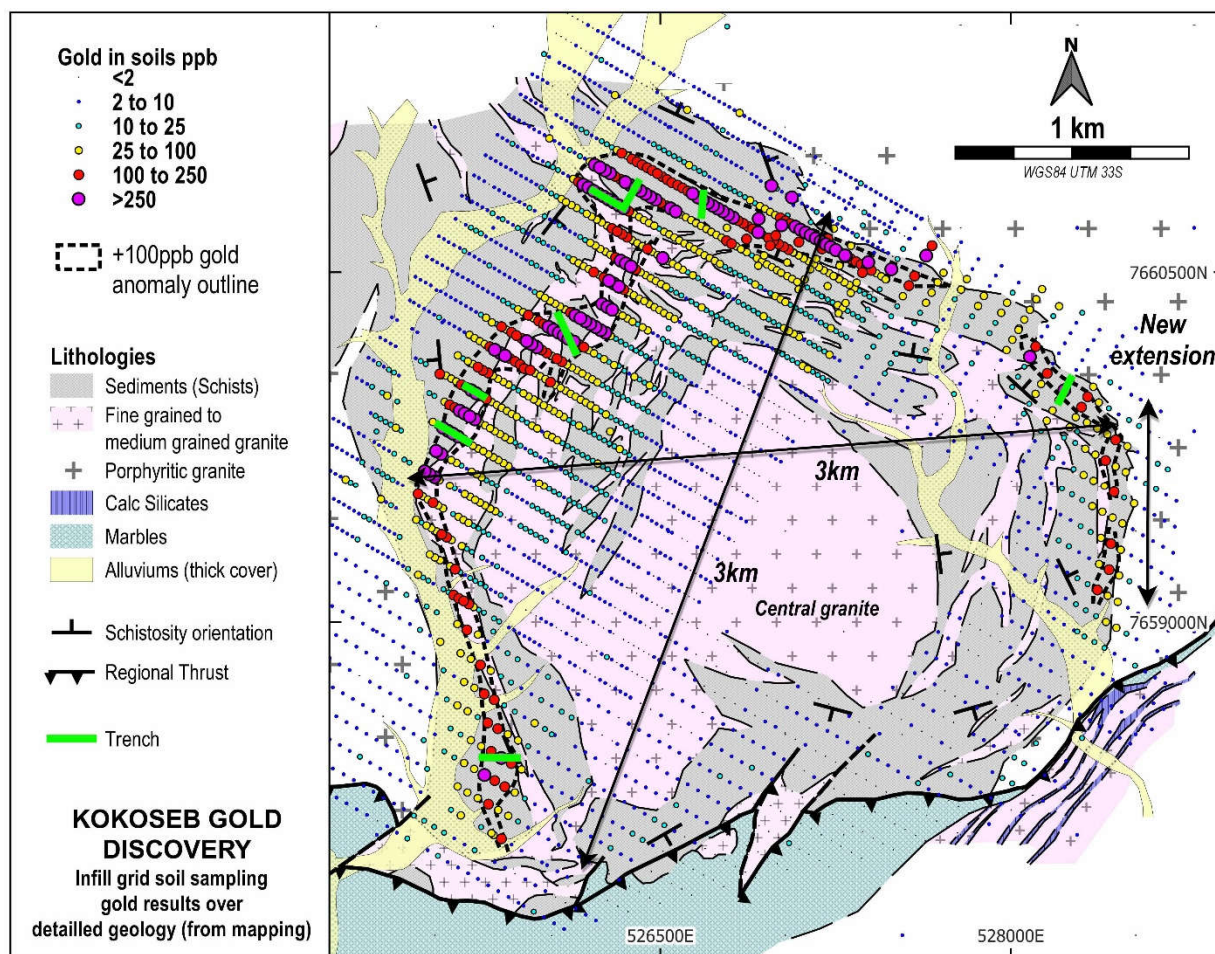 Gold in soils ppb
<2
2 to 10
10 to 25
25 to 100
100 to 250
>250
+100ppb gold
anomaly outline
Lithologies
Sediments (Schists)
Fine grained to
medium grained granite
Porphyritic granite
Calc Silicates
Marbles
Alluviums (thick cover)
Schistosity orientation
Regional Thrust
Trench
KOKOSEB GOLD
DISCOVERY
Infill grid soil sampling
gold results over
detailled geology (from mapping)
N
1 km
WGS84 UTM 33S
7660500N
New
extension
3km
3km
Central granite
7659000N
526500E
528000E